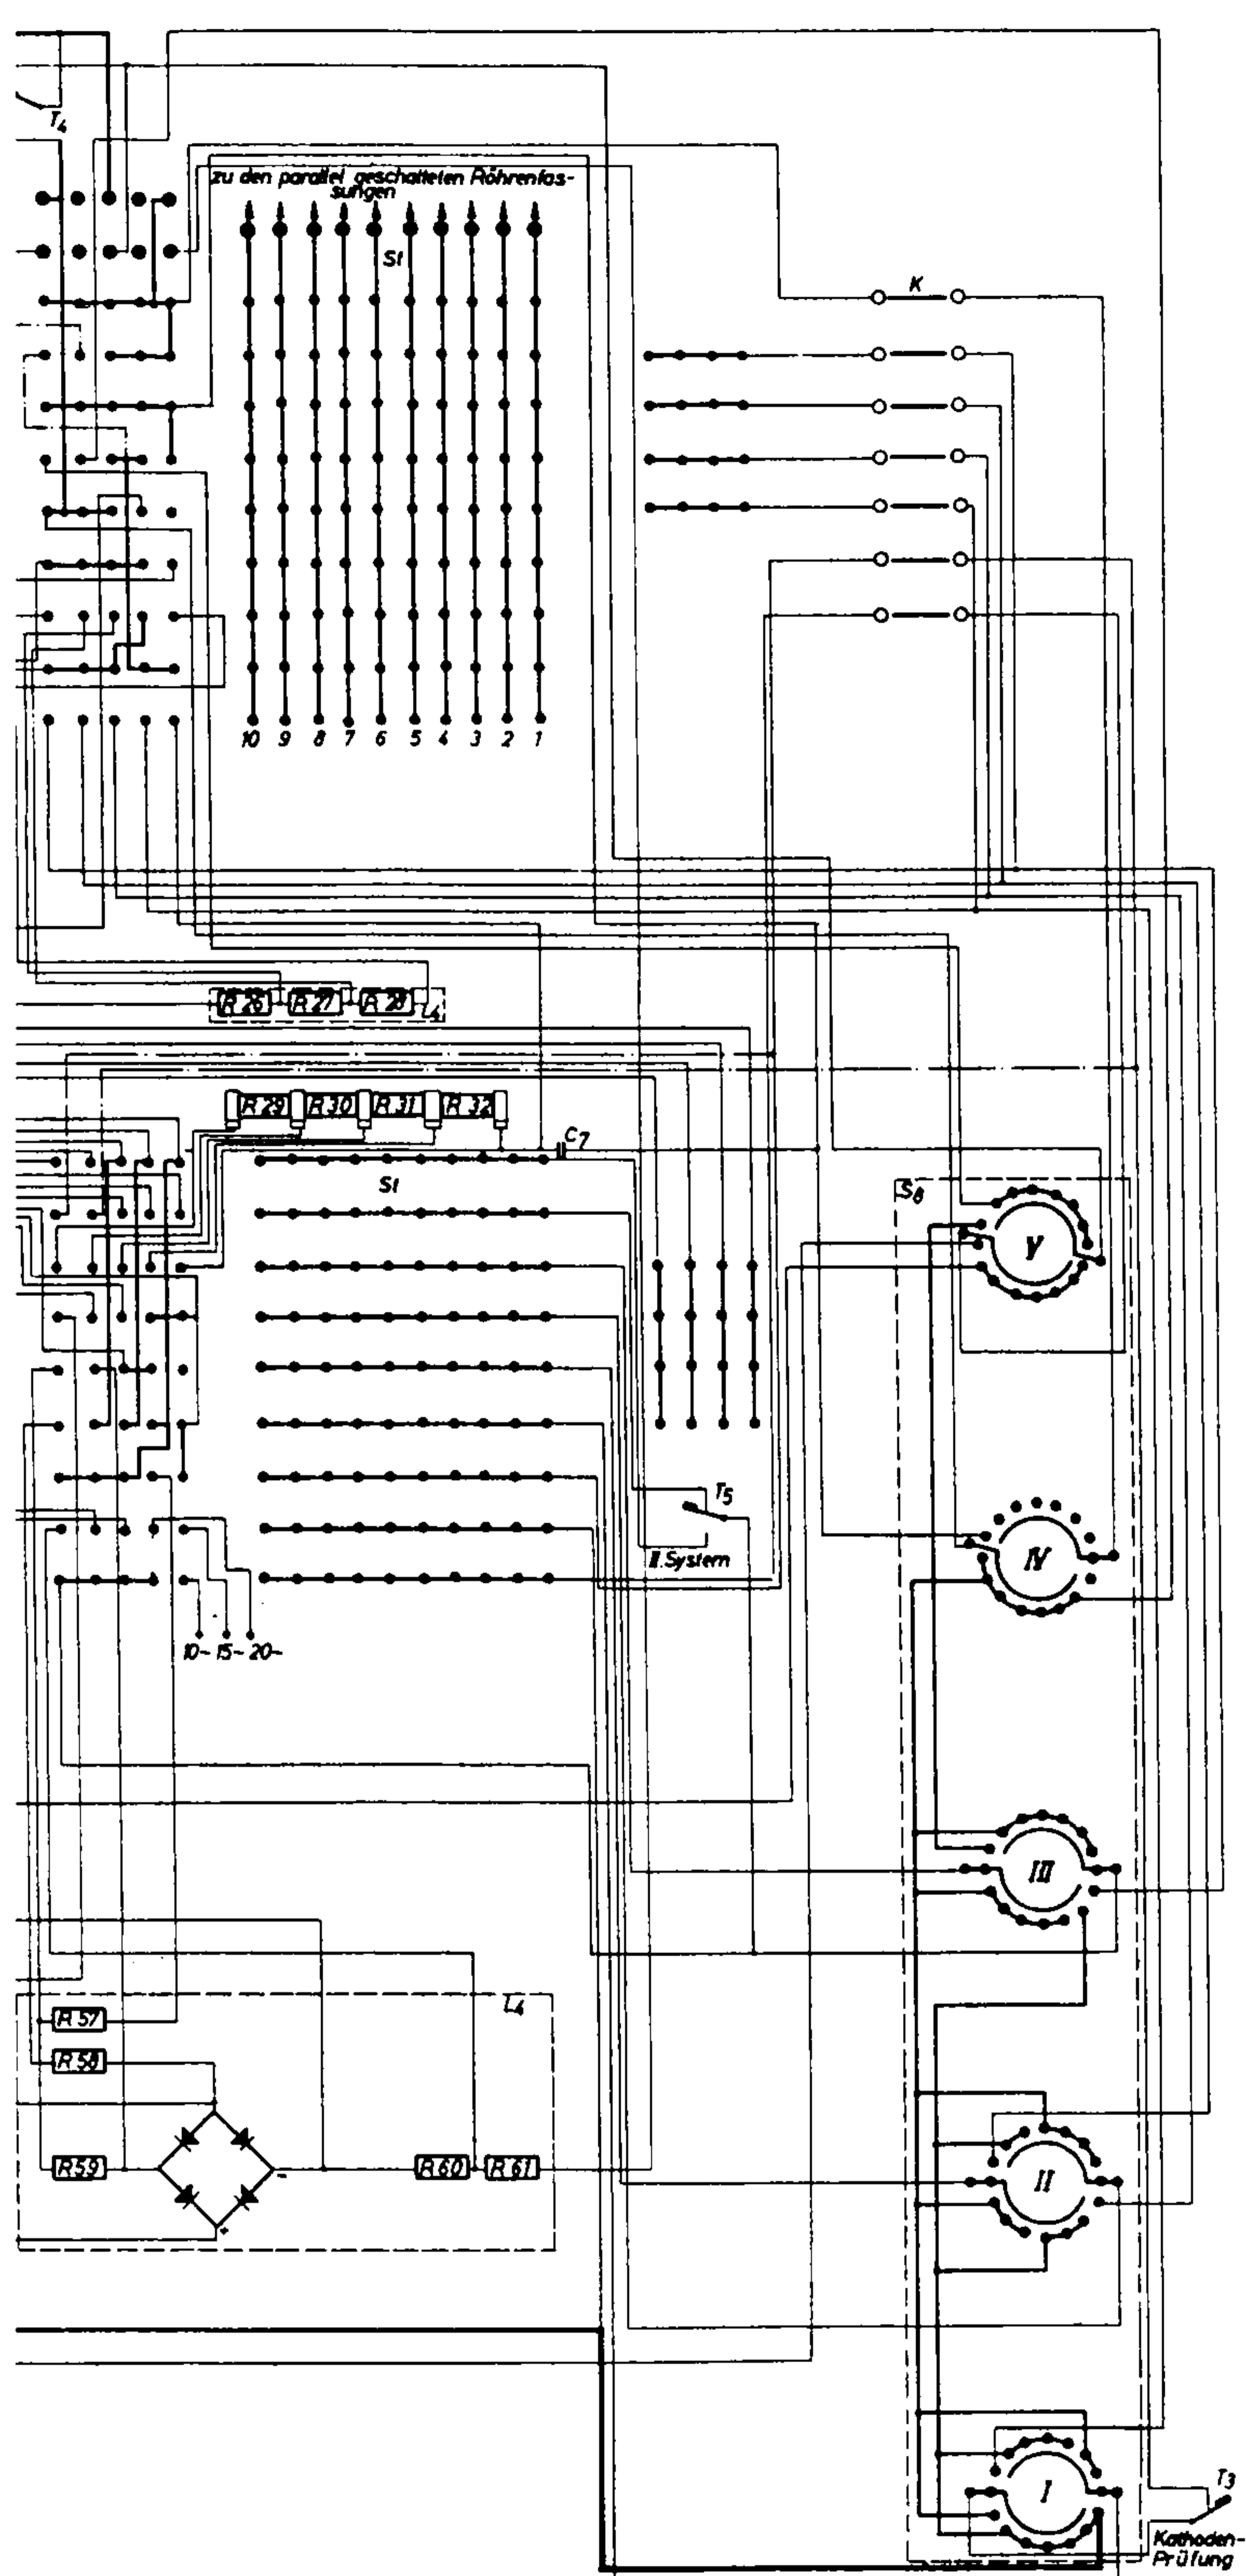 T4
zu den parallel geschalteten Röhrenfas-
sungen
St
K
10 9 8 7 6 5 4 3 2 1
R 26 R 27 R 28
L4
R 29 R 30 R 31 R 32
C7
St
S8
V
T5
II. System
IV
10~ 15~ 20~
III
L4
R 57
R 58
R 59
-
R 60 R 61
II
+
I
T3
Kathoden-
Prüfung